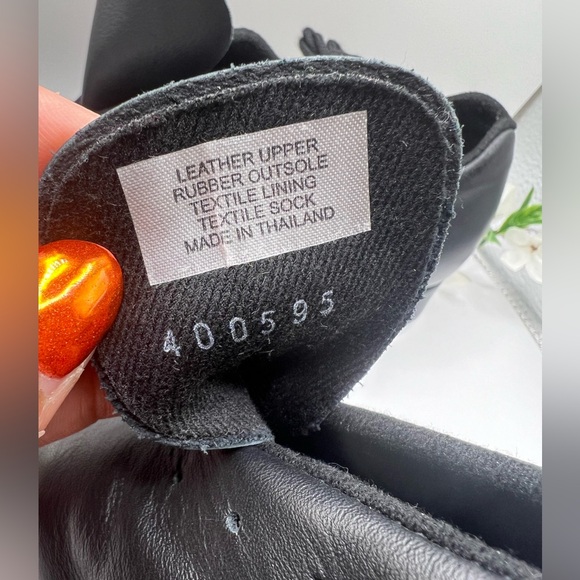 LEATHER UPPER
RUBBER OUTSOLE
TEXTILE LINING
TEXTILE SOCK
MADE IN THAILAND
400595